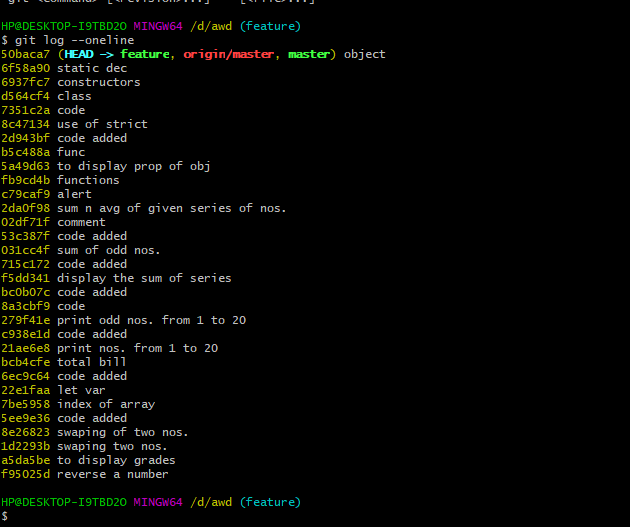 HP@DESKTOP-I9TBD2O MINGW64 /d/awd (feature)
$ git log --oneline
50baca7 (HEAD -> feature, origin/master, master) object
6f58a90 static dec
6937fc7 constructors
d564cf4 class
7351c2a code
8c47134 use of strict
2d943bf code added
b5c488a func
5a49d63 to display prop of obj
fb9cd4b functions
c79caf9 alert
2da0f98 sum n avg of given series of nos.
02df71f comment
53c387f code added
031cc4f sum of odd nos.
715c172 code added
f5dd341 display the sum of series
bc0b07c code added
8a3cbf9 code
279f41e print odd nos. from 1 to 20
c938e1d code added
21ae6e8 print nos. from 1 to 20
bcb4cfe total bill
6ec9c64 code added
22e1faa let var
7be5958 index of array
5ee9e36 code added
8e26823 swaping of two nos.
1d2293b swaping two nos.
a5da5be to display grades
f95025d reverse a number
HP@DESKTOP-I9TBD2O MINGW64 /d/awd (feature)
$